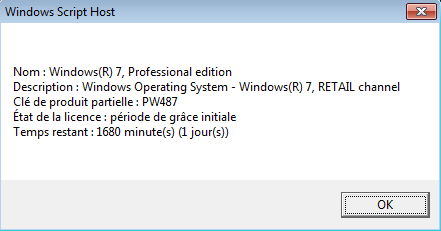 Windows Script Host
Nom : Windows(R) 7, Professional edition
Description : Windows Operating System - Windows(R) 7, RETAIL channel
Clé de produit partielle : PW487
État de la licence : période de grâce initiale
Temps restant : 1680 minute(s) (1 jour(s))
OK